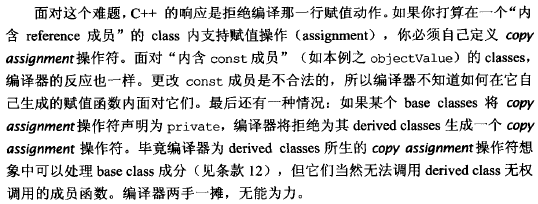 面对这个难题，C++ 的响应是拒绝编译那一行赋值动作。如果你打算在一个“内
含 reference 成员”的 class 内支持赋值操作（assignment），你必须自己定义 copy
assignment 操作符。面对“内含 const 成员”（如本例之 objectValue）的 classes，
编译器的反应也一样。更改 const 成员是不合法的，所以编译器不知道如何在它自
己生成的赋值函数内面对它们。最后还有一种情况：如果某个 base classes 将 copy
assignment 操作符声明为 private，编译器将拒绝为其 derived classes 生成一个 copy
assignment 操作符。毕竟编译器为 derived classes 所生的 copy assignment 操作符想
象中可以处理 base class 成分（见条款 12），但它们当然无法调用 derived class 无权
调用的成员函数。编译器两手一摊，无能为力。